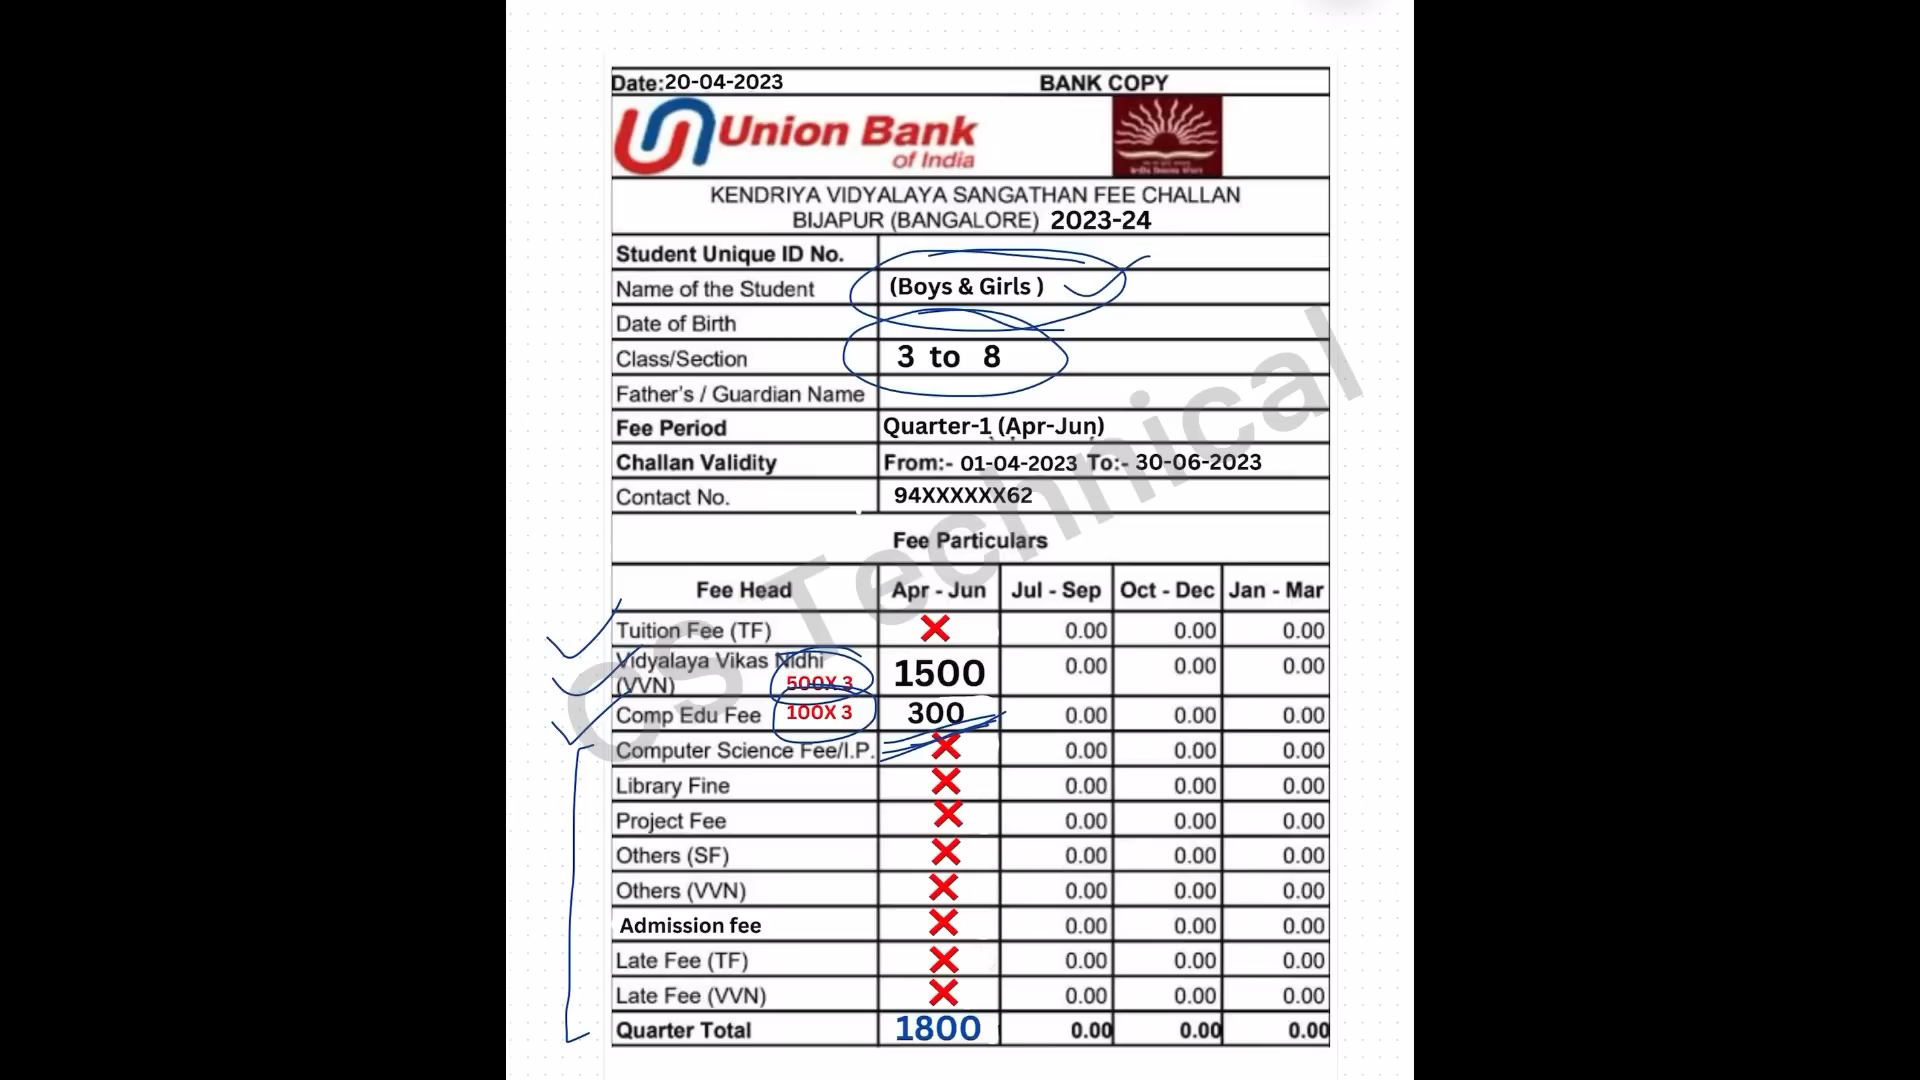 Date:20-04-2023 BANK COPY
Union Bank
of India
KENDRIYA VIDYALAYA SANGATHAN FEE CHALLAN
BIJAPUR (BANGALORE) 2023-24
Student Unique ID No.
Name of the Student (Boys & Girls )
Date of Birth
Class/Section 3 to 8
Father's / Guardian Name
Fee Period Quarter-1 (Apr-Jun)
Challan Validity From:- 01-04-2023 To:- 30-06-2023
Contact No. 94XXXXXX62
Fee Particulars
Fee Head Apr - Jun Jul - Sep Oct - Dec Jan - Mar
Tuition Fee (TF) ❌ 0.00 0.00 0.00
Vidyalaya Vikas Nidhi
(VVN) 500X 3 1500 0.00 0.00 0.00
Comp Edu Fee 100X 3 300 0.00 0.00 0.00
Computer Science Fee/I.P. ❌ 0.00 0.00 0.00
Library Fine ❌ 0.00 0.00 0.00
Project Fee ❌ 0.00 0.00 0.00
Others (SF) ❌ 0.00 0.00 0.00
Others (VVN) ❌ 0.00 0.00 0.00
Admission fee ❌ 0.00 0.00 0.00
Late Fee (TF) ❌ 0.00 0.00 0.00
Late Fee (VVN) ❌ 0.00 0.00 0.00
Quarter Total 1800 0.00 0.00 0.00
CS Technical